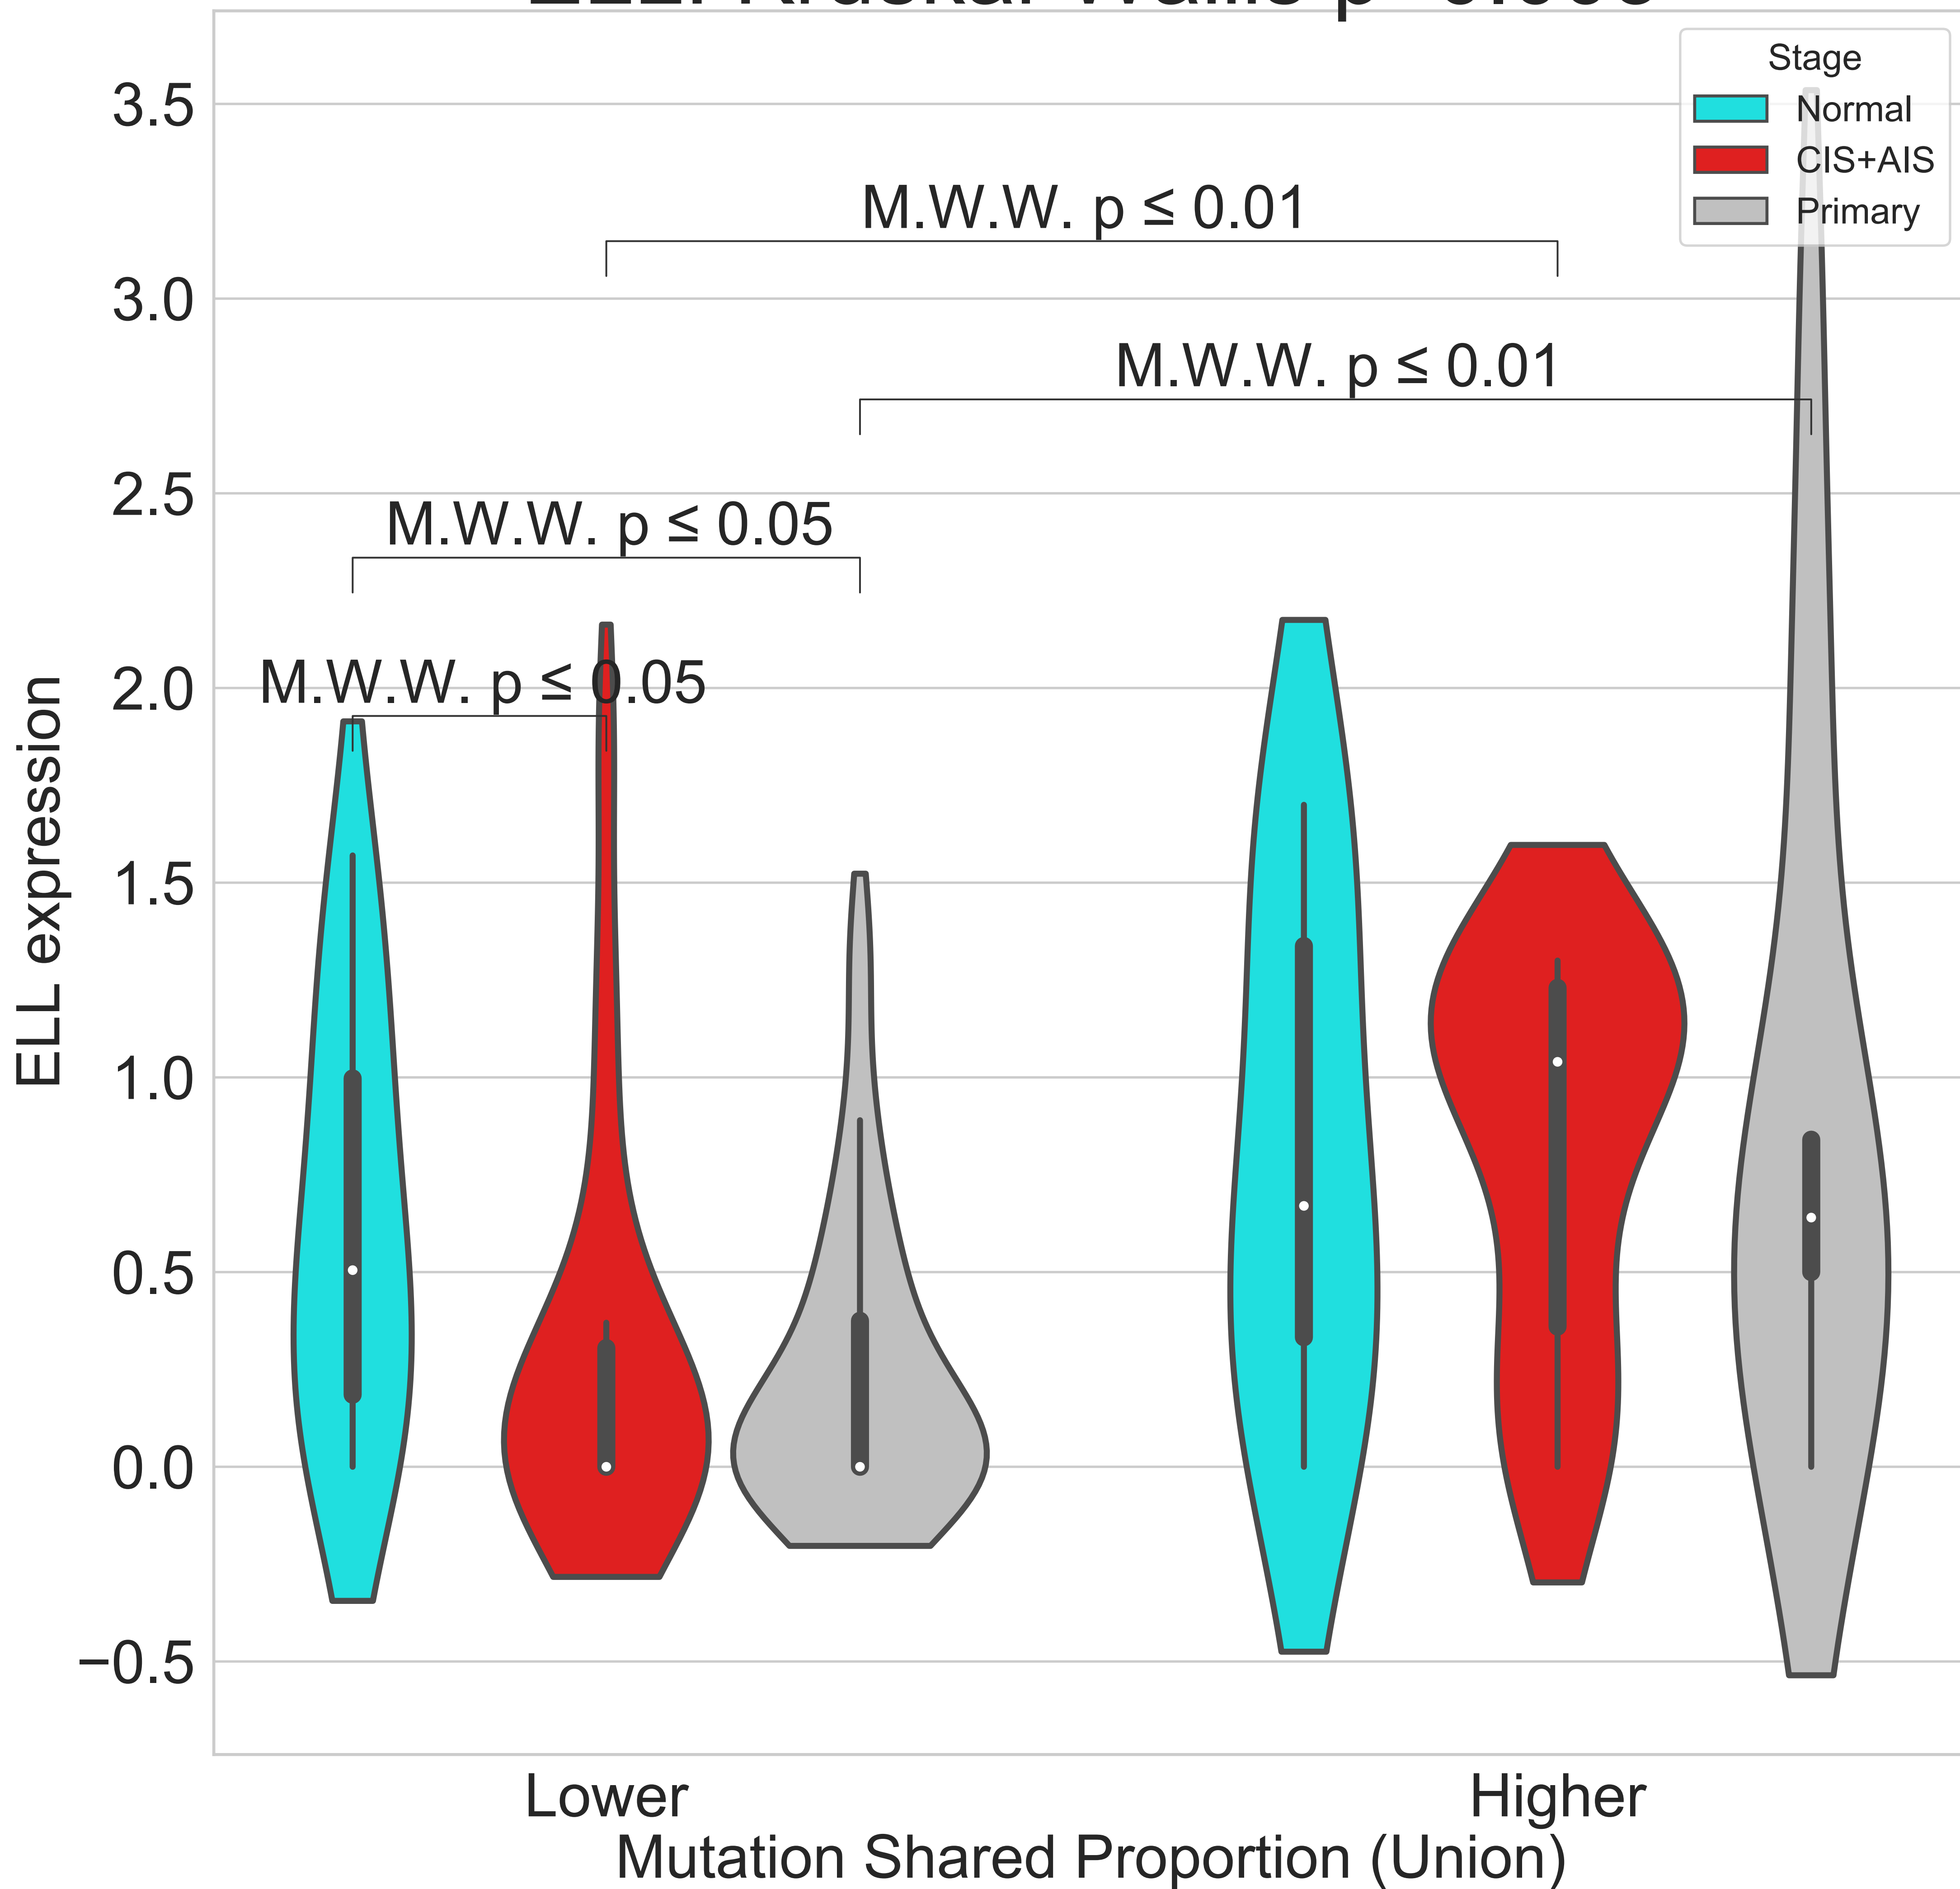 Stage
Normal
CIS+AIS
Primary
M.W.W. p ≤ 0.01
M.W.W. p ≤ 0.01
M.W.W. p ≤ 0.05
M.W.W. p ≤ 0.05
3.5
3.0
2.5
2.0
1.5
1.0
0.5
0.0
−0.5
ELL expression
Lower
Higher
Mutation Shared Proportion (Union)